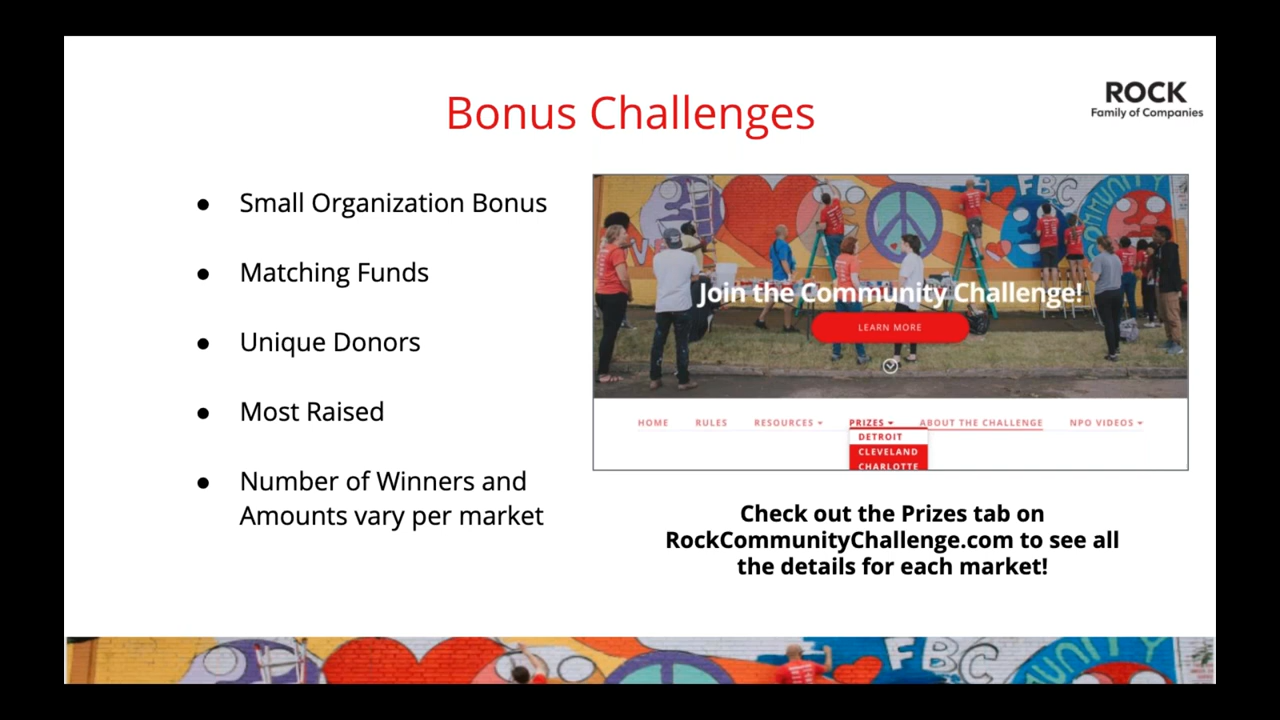 Bonus Challenges
ROCK
Family of Companies
● Small Organization Bonus
● Matching Funds
● Unique Donors
● Most Raised
● Number of Winners and
Amounts vary per market
FBC
COMMUNITY
Join the Community Challenge!
LEARN MORE
HOME RULES RESOURCES PRIZES ABOUT THE CHALLENGE NPO VIDEOS
DETROIT
CLEVELAND
CHARLOTTE
Check out the Prizes tab on
RockCommunityChallenge.com to see all
the details for each market!
FBC